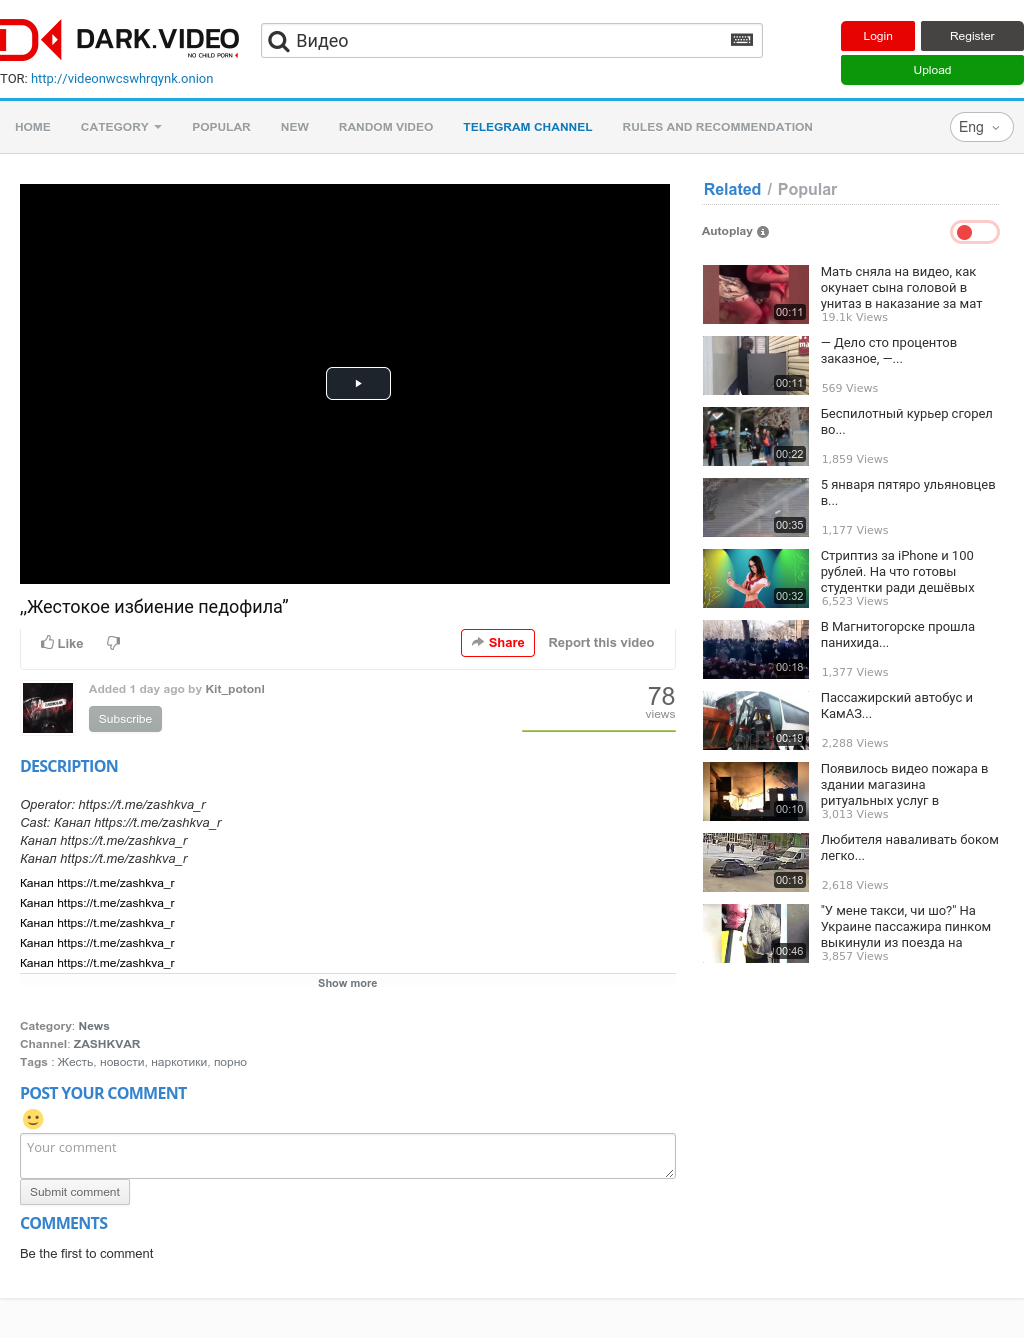 DARK.VIDEO
NO CHILD PORN
TOR: http://videonwcswhrqynk.onion
Видео
Login
Register
Upload
HOME
CATEGORY
POPULAR
NEW
RANDOM VIDEO
TELEGRAM CHANNEL
RULES AND RECOMMENDATION
Eng
„Жестокое избиение педофила”
Like
Share
Report this video
Added 1 day ago by Kit_potonl
Subscribe
78
views
DESCRIPTION
Operator: https://t.me/zashkva_r
Cast: Канал https://t.me/zashkva_r
Канал https://t.me/zashkva_r
Канал https://t.me/zashkva_r
Канал https://t.me/zashkva_r
Канал https://t.me/zashkva_r
Канал https://t.me/zashkva_r
Канал https://t.me/zashkva_r
Канал https://t.me/zashkva_r
Show more
Category: News
Channel: ZASHKVAR
Tags : Жесть, новости, наркотики, порно
POST YOUR COMMENT
Your comment
Submit comment
COMMENTS
Be the first to comment
Related / Popular
Autoplay
00:11
Мать сняла на видео, как
окунает сына головой в
унитаз в наказание за мат
19.1k Views
00:11
— Дело сто процентов
заказное, —...
569 Views
00:22
Беспилотный курьер сгорел
во...
1,859 Views
00:35
5 января пятяро ульяновцев
в...
1,177 Views
00:32
Стриптиз за iPhone и 100
рублей. На что готовы
студентки ради дешёвых
6,523 Views
00:18
В Магнитогорске прошла
панихида...
1,377 Views
00:19
Пассажирский автобус и
КамАЗ...
2,288 Views
00:10
Появилось видео пожара в
здании магазина
ритуальных услуг в
3,013 Views
00:18
Любителя наваливать боком
легко...
2,618 Views
00:46
"У мене такси, чи шо?" На
Украине пассажира пинком
выкинули из поезда на
3,857 Views